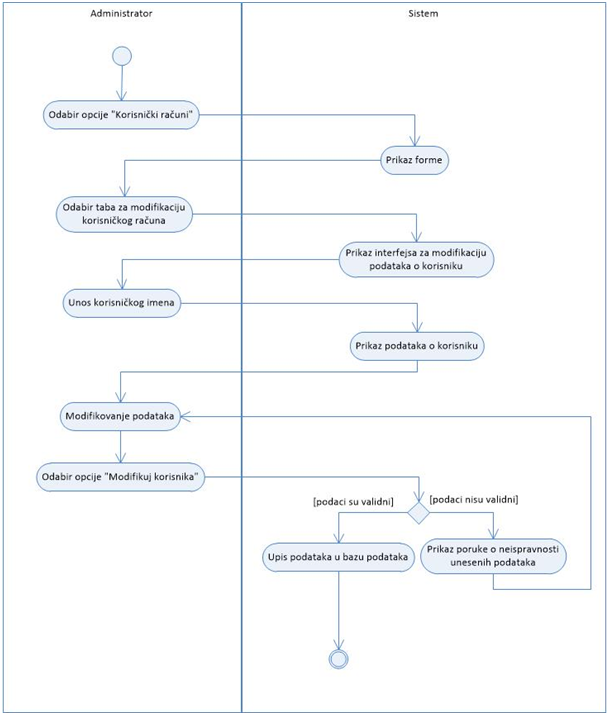 Administrator
Sistem
Odabir opcije "Korisnički računi"
Prikaz forme
Odabir taba za modifikaciju
korisničkog računa
Prikaz interfejsa za modifikaciju
podataka o korisniku
Unos korisničkog imena
Prikaz podataka o korisniku
Modifikovanje podataka
Odabir opcije "Modifikuj korisnika"
[podaci su validni]
[podaci nisu validni]
Upis podataka u bazu podataka
Prikaz poruke o neispravnosti
unesenih podataka